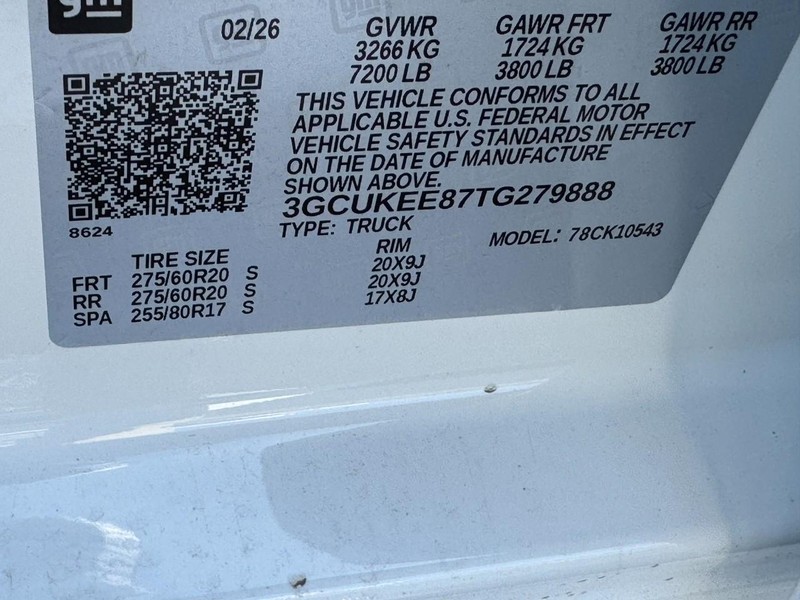 gm
02/26 GVWR GAWR FRT GAWR RR
3266 KG 1724 KG 1724 KG
7200 LB 3800 LB 3800 LB
THIS VEHICLE CONFORMS TO ALL
APPLICABLE U.S. FEDERAL MOTOR
VEHICLE SAFETY STANDARDS IN EFFECT
ON THE DATE OF MANUFACTURE
SHOWN ABOVE.
3GCUKEE87TG279888
8624
TYPE: TRUCK MODEL: 78CK10543
TIRE SIZE RIM
FRT 275/60R20 S 20X9J
RR 275/60R20 S 20X9J
SPA 255/80R17 S 17X8J